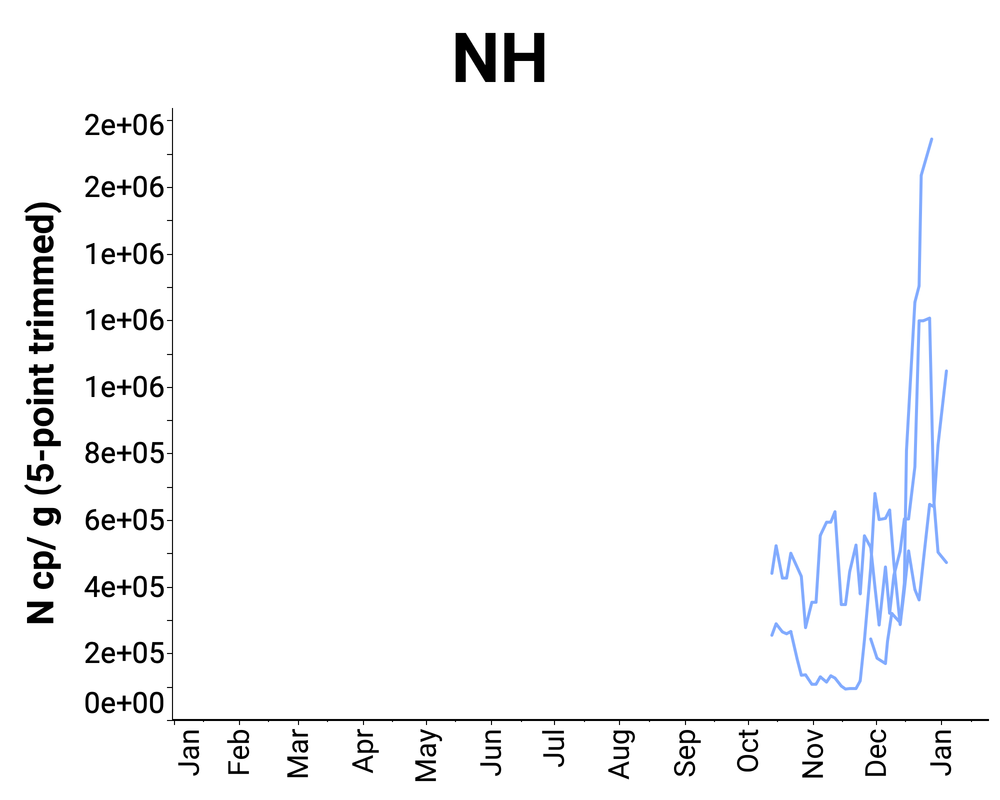 NH
N cp/ g (5-point trimmed)
2e+06
2e+06
1e+06
1e+06
1e+06
8e+05
6e+05
4e+05
2e+05
0e+00
Jan Feb Mar Apr May Jun Jul Aug Sep Oct Nov Dec Jan